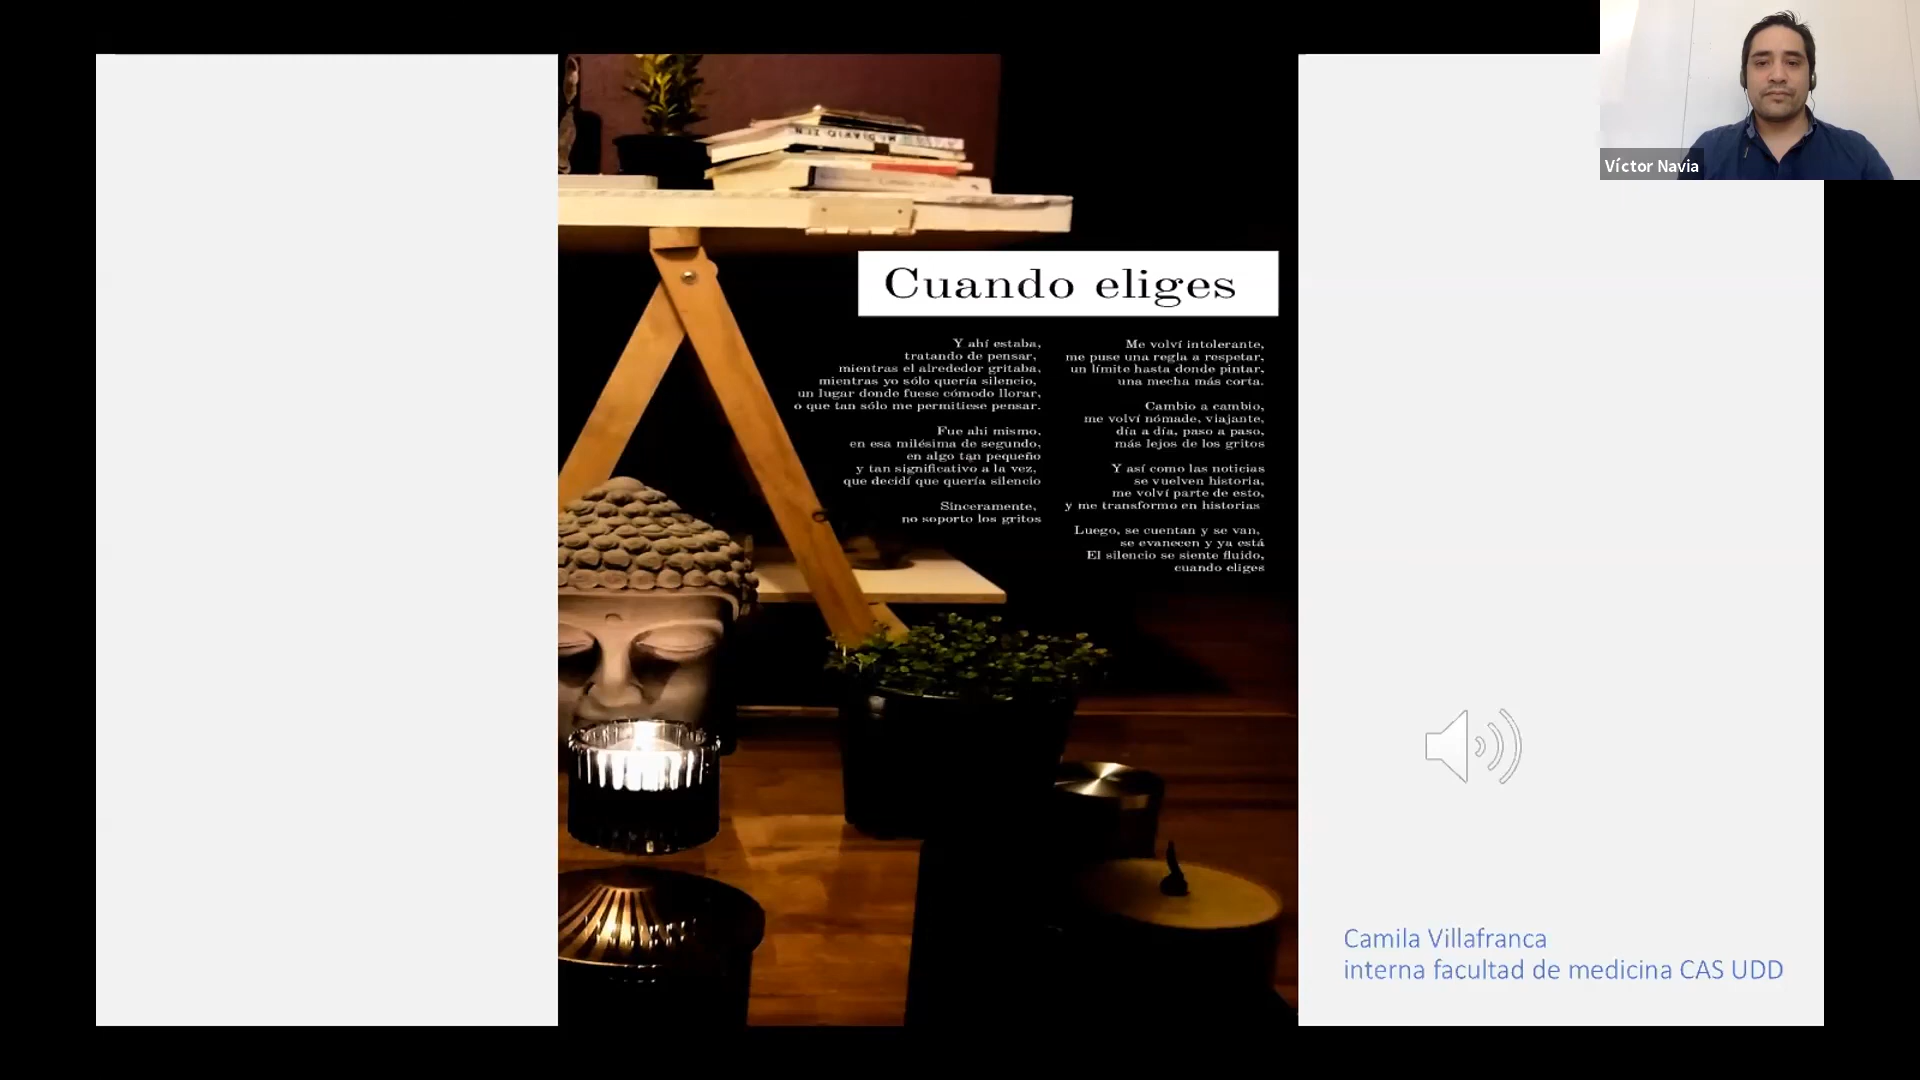 Víctor Navia
DIARIO ZEN
Cuando eliges
Y ahí estaba,
tratando de pensar,
mientras el alrededor gritaba,
mientras yo sólo quería silencio,
un lugar donde fuese cómodo llorar,
o que tan sólo me permitiese pensar.
Fue ahi mismo,
en esa milésima de segundo,
en algo tan pequeño
y tan significativo a la vez,
que decidí que quería silencio
Sinceramente,
no soporto los gritos
Me volví intolerante,
me puse una regla a respetar,
un límite hasta donde pintar,
una mecha más corta.
Cambio a cambio,
me volví nómade, viajante,
día a día, paso a paso,
más lejos de los gritos
Y así como las noticias
se vuelven historia,
me volví parte de esto,
y me transformo en historias
Luego, se cuentan y se van,
se evanecen y ya está
El silencio se siente fluido,
cuando eliges
Camila Villafranca
interna facultad de medicina CAS UDD